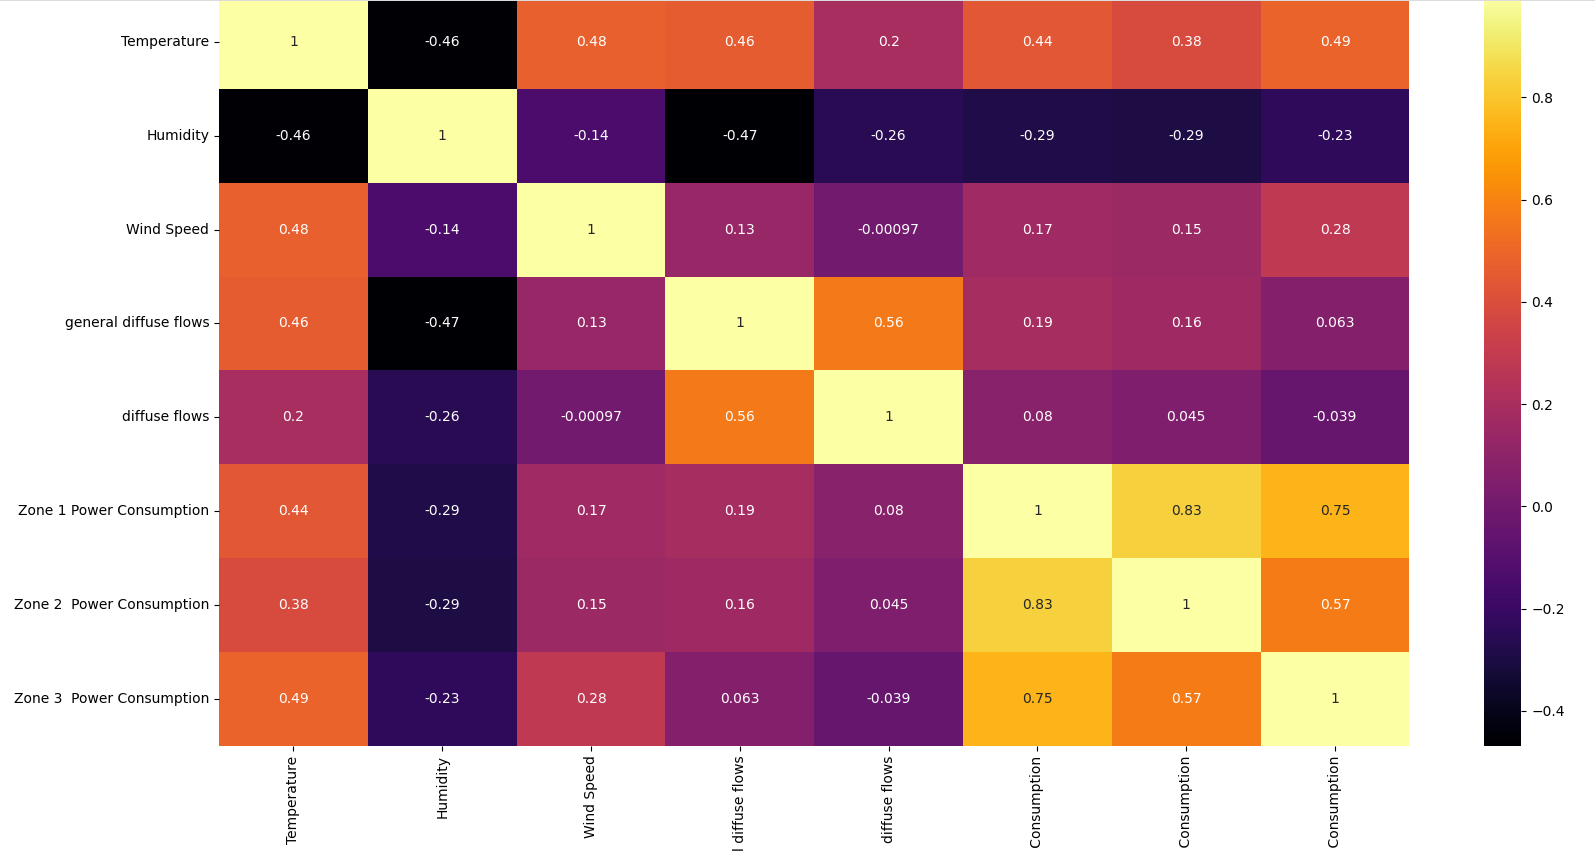 Temperature 1 -0.46 0.48 0.46 0.2 0.44 0.38 0.49
Humidity -0.46 1 -0.14 -0.47 -0.26 -0.29 -0.29 -0.23
Wind Speed 0.48 -0.14 1 0.13 -0.00097 0.17 0.15 0.28
general diffuse flows 0.46 -0.47 0.13 1 0.56 0.19 0.16 0.063
diffuse flows 0.2 -0.26 -0.00097 0.56 1 0.08 0.045 -0.039
Zone 1 Power Consumption 0.44 -0.29 0.17 0.19 0.08 1 0.83 0.75
Zone 2  Power Consumption 0.38 -0.29 0.15 0.16 0.045 0.83 1 0.57
Zone 3  Power Consumption 0.49 -0.23 0.28 0.063 -0.039 0.75 0.57 1
Temperature
Humidity
Wind Speed
l diffuse flows
diffuse flows
Consumption
Consumption
Consumption
0.8
0.6
0.4
0.2
0.0
−0.2
−0.4